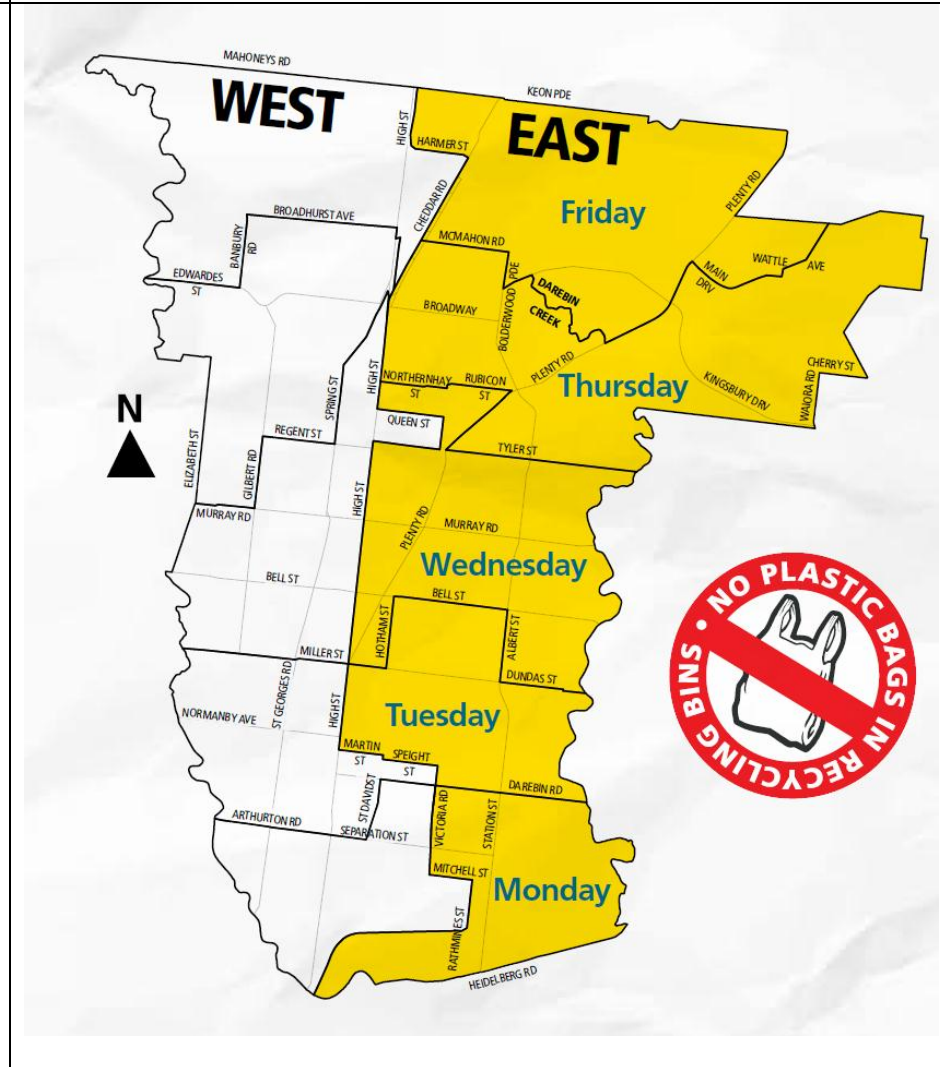 MAHONEYS RD
KEON PDE
WEST
EAST
HIGH ST
HARMER ST
CHEDDAR RD
Friday
PLENTY RD
BROADHURST AVE
BANBURY
RD
MCMAHON RD
WATTLE
AVE
MAIN
DRV
EDWARDES
ST
BOLDERWOOD PDE
DAREBIN
CREEK
BROADWAY
PLENTY RD
CHERRY ST
NORTHERNHAY
ST
RUBICON
ST
Thursday
KINGSBURY DRV
WAIORA RD
HIGH ST
SPRING ST
N
QUEEN ST
REGENT ST
TYLER ST
ELIZABETH ST
GILBERT RD
HIGH ST
PLENTY RD
MURRAY RD
MURRAY RD
Wednesday
BELL ST
BELL ST
HOTHAM ST
ALBERT ST
MILLER ST
DUNDAS ST
ST GEORGES RD
NORMANBY AVE
HIGH ST
Tuesday
MARTIN
ST
SPEIGHT
ST
DAREBIN RD
ST DAVID ST
VICTORIA RD
STATION ST
ARTHURTON RD
SEPARATION ST
MITCHELL ST
Monday
RATHMINES ST
HEIDELBERG RD
• NO PLASTIC BAGS IN RECYCLING BINS